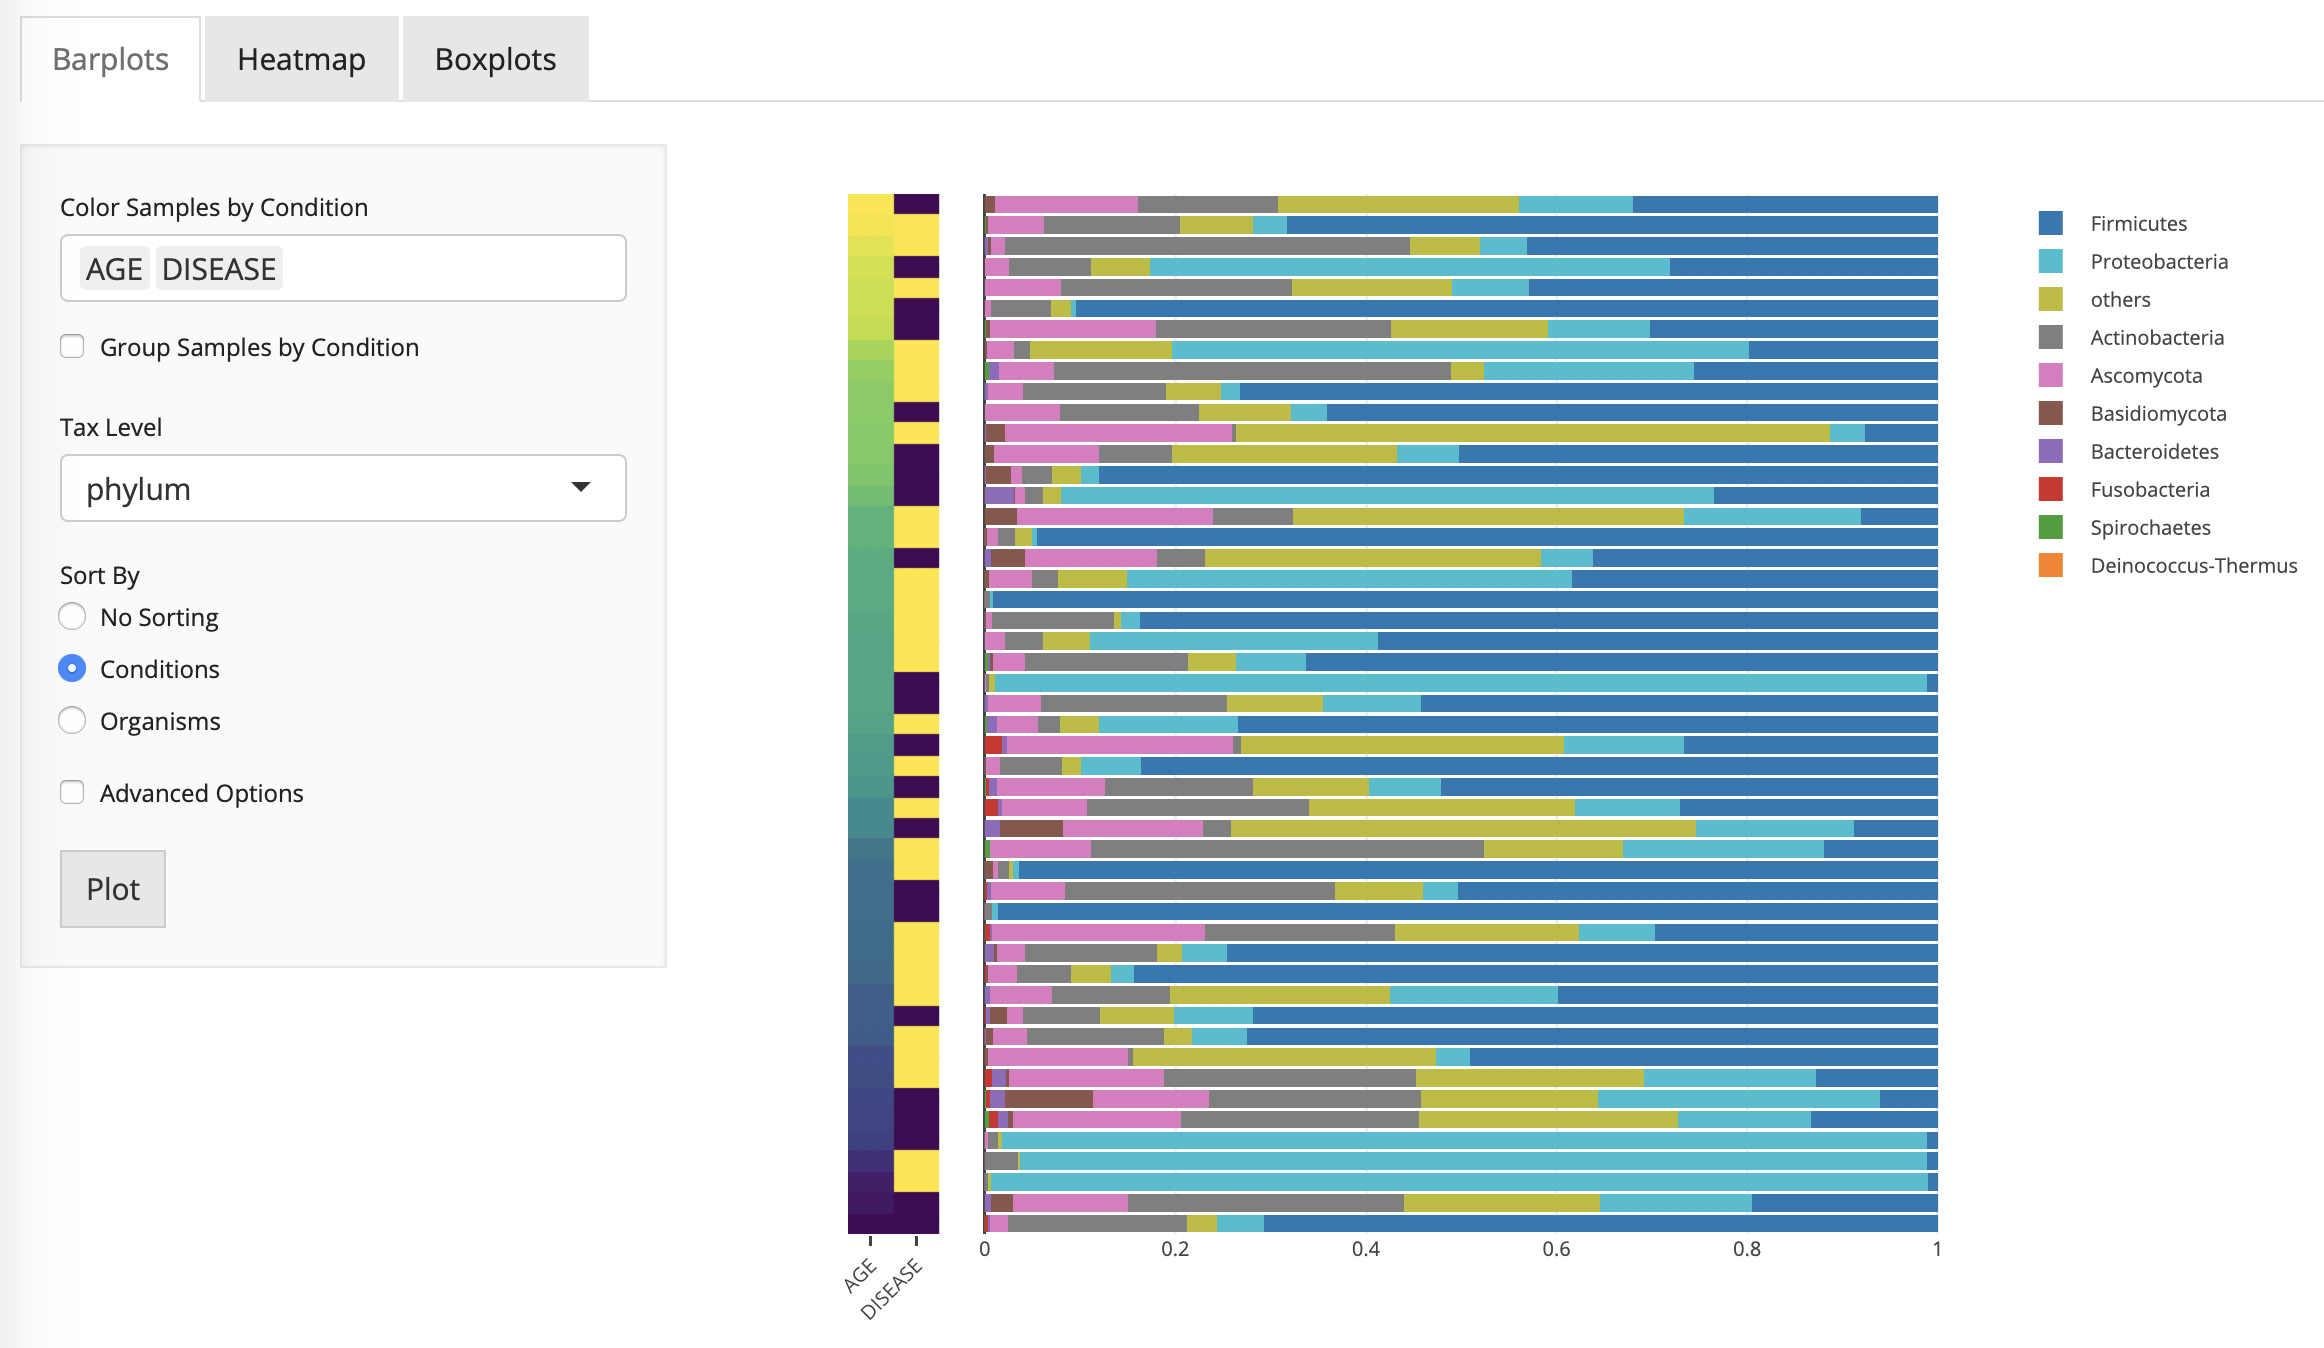 Barplots
Heatmap
Boxplots
Color Samples by Condition
AGE DISEASE
Group Samples by Condition
Tax Level
phylum
Sort By
No Sorting
Conditions
Organisms
Advanced Options
Plot
AGE
DISEASE
0 0.2 0.4 0.6 0.8 1
Firmicutes
Proteobacteria
others
Actinobacteria
Ascomycota
Basidiomycota
Bacteroidetes
Fusobacteria
Spirochaetes
Deinococcus-Thermus